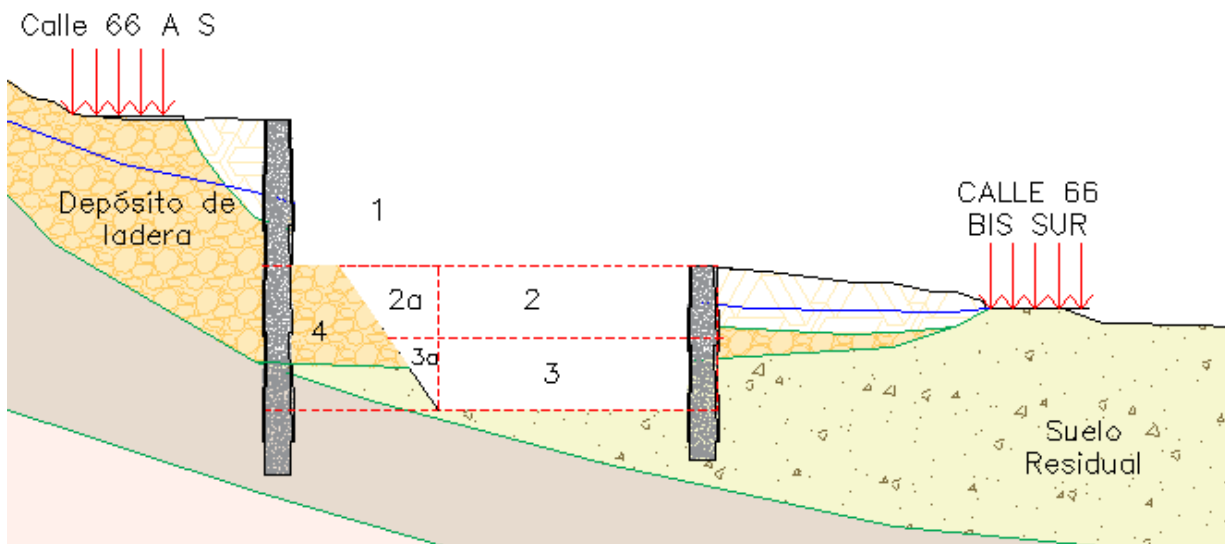 Calle 66 A S
Depósito de
ladera
1
CALLE 66
BIS SUR
2a
2
4
3a
3
Suelo
Residual